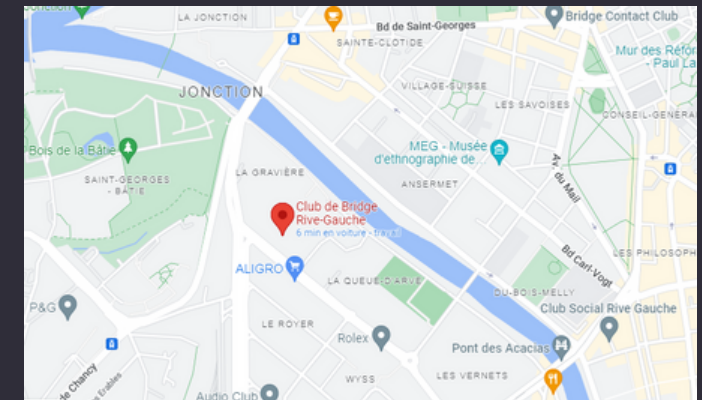 Jonction
LA JONCTION
Bd de Saint-Georges
Bridge Contact Club
SAINTE-CLOTIDE
Mur des Réfor
- Paul La
JONCTION
VILLAGE-SUISSE
LES SAVOISES
CONSEIL-GÉNÉRA
Bois de la Bâtie
MEG - Musée
d'ethnographie de...
SAINT-GEORGES
- BÂTIE
LA GRAVIÈRE
ANSERMET
Av. du Mail
Club de Bridge
Rive-Gauche
6 min en voiture - travail
Bd Carl-Vogt
LES PHILOSOPH
ALIGRO
LA QUEUE-D'ARVE
DU-BOIS-MELLY
P&G
Club Social Rive Gauche
LE ROYER
Rolex
Pont des Acacias
de Chancy
Erables
WYSS
LES VERNETS
Audio Club